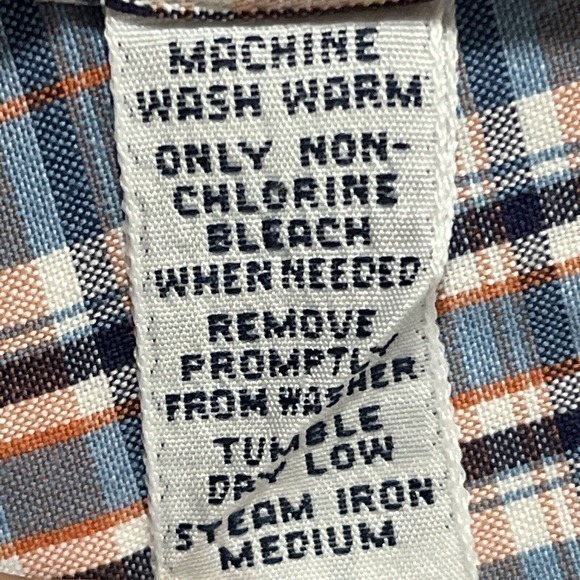 MACHINE
WASH WARM
ONLY NON-
CHLORINE
BLEACH
WHEN NEEDED
REMOVE
PROMPTLY
FROM WASHER
TUMBLE
DRY LOW
STEAM IRON
MEDIUM